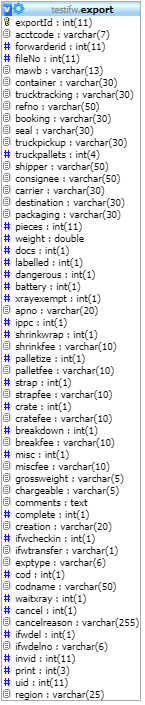 testifw.export
exportId : int(11)
acctcode : varchar(7)
forwarderid : int(11)
fileNo : int(11)
mawb : varchar(13)
container : varchar(30)
trucktracking : varchar(30)
refno : varchar(50)
booking : varchar(30)
seal : varchar(30)
truckpickup : varchar(30)
truckpallets : int(4)
shipper : varchar(50)
consignee : varchar(50)
carrier : varchar(30)
destination : varchar(30)
packaging : varchar(30)
pieces : int(11)
weight : double
docs : int(1)
labelled : int(1)
dangerous : int(1)
battery : int(1)
xrayexempt : int(1)
apno : varchar(20)
ippc : int(1)
shrinkwrap : int(1)
shrinkfee : varchar(10)
palletize : int(1)
palletfee : varchar(10)
strap : int(1)
strapfee : varchar(10)
crate : int(1)
cratefee : varchar(10)
breakdown : int(1)
breakfee : varchar(10)
misc : int(1)
miscfee : varchar(10)
grossweight : varchar(5)
chargeable : varchar(5)
comments : text
complete : int(1)
creation : varchar(20)
ifwcheckin : int(1)
ifwtransfer : varchar(1)
exptype : varchar(6)
cod : int(1)
codname : varchar(50)
waitxray : int(1)
cancel : int(1)
cancelreason : varchar(255)
ifwdel : int(1)
ifwdelno : varchar(6)
invid : int(11)
print : int(3)
uid : int(11)
region : varchar(25)